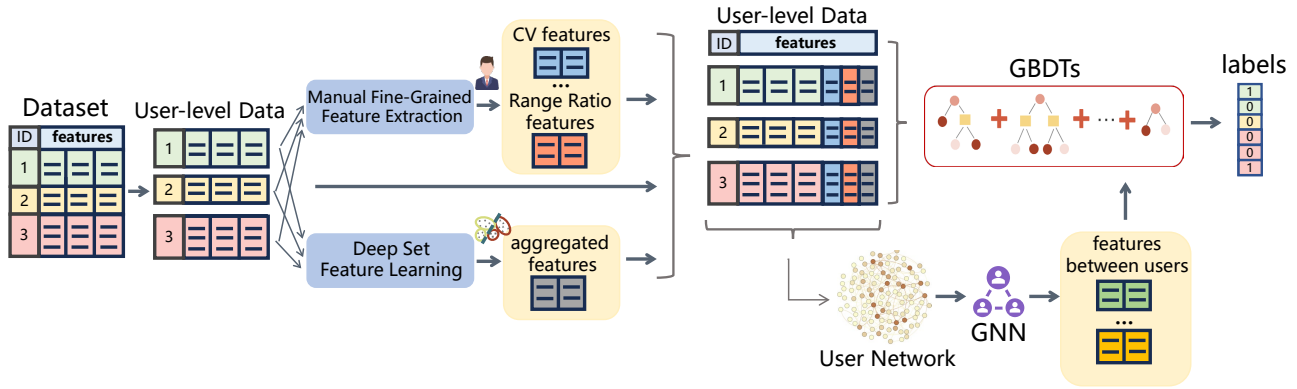 Dataset
ID features
1
2
3
User-level Data
1
2
3
Manual Fine-Grained
Feature Extraction
Deep Set
Feature Learning
CV features
...
Range Ratio
features
aggregated
features
User-level Data
ID features
1
2
3
User Network
GNN
features
between users
...
GBDTs
+ + ... +
labels
1
0
0
0
0
1